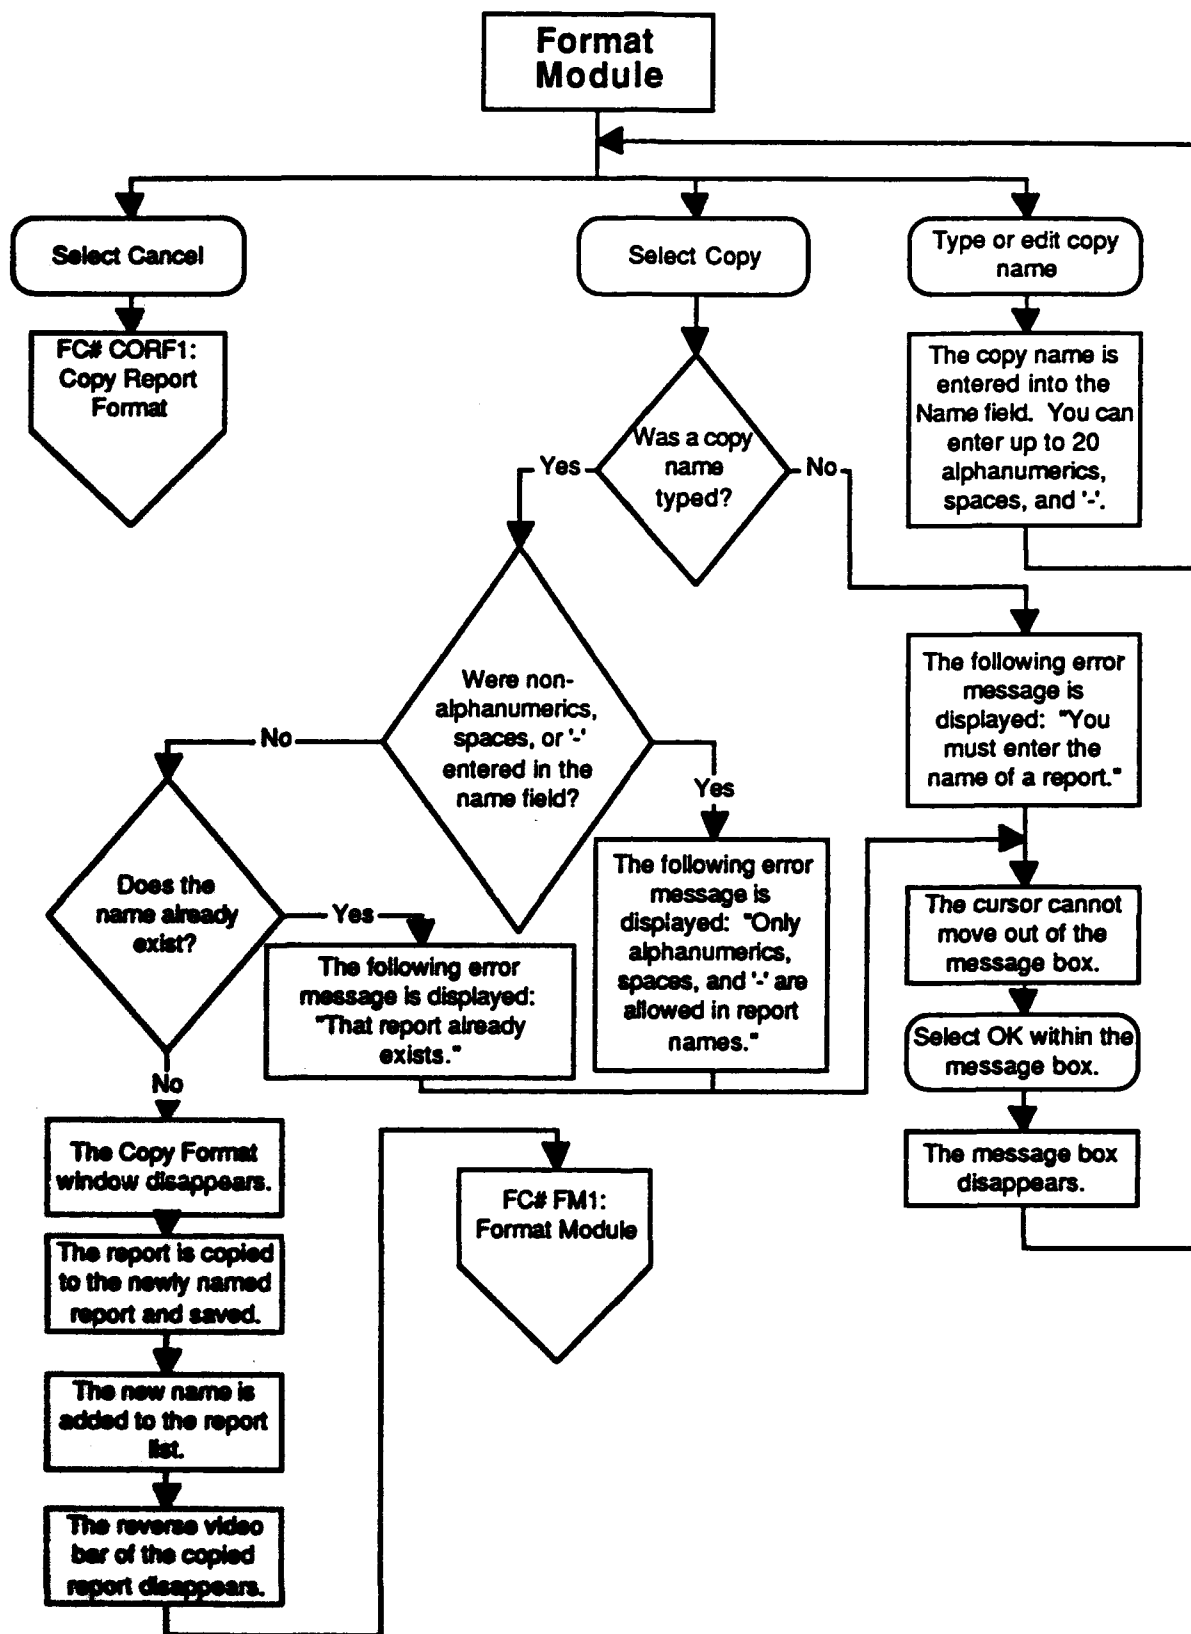 Format
Module
Select Cancel
Select Copy
Type or edit copy
name
FC# CORF1:
Copy Report
Format
The copy name is
entered into the
Name field. You can
enter up to 20
alphanumerics,
spaces, and '-'.
Was a copy
name
typed?
Yes
No
Were non-
alphanumerics,
spaces, or '-'
entered in the
name field?
No
Yes
The following error
message is
displayed: "You
must enter the
name of a report."
Does the
name already
exist?
Yes
No
The following error
message is displayed:
"That report already
exists."
The following error
message is
displayed: "Only
alphanumerics,
spaces, and '-' are
allowed in report
names."
The cursor cannot
move out of the
message box.
Select OK within the
message box.
The message box
disappears.
The Copy Format
window disappears.
The report is copied
to the newly named
report and saved.
The new name is
added to the report
list.
The reverse video
bar of the copied
report disappears.
FC# FM1:
Format Module